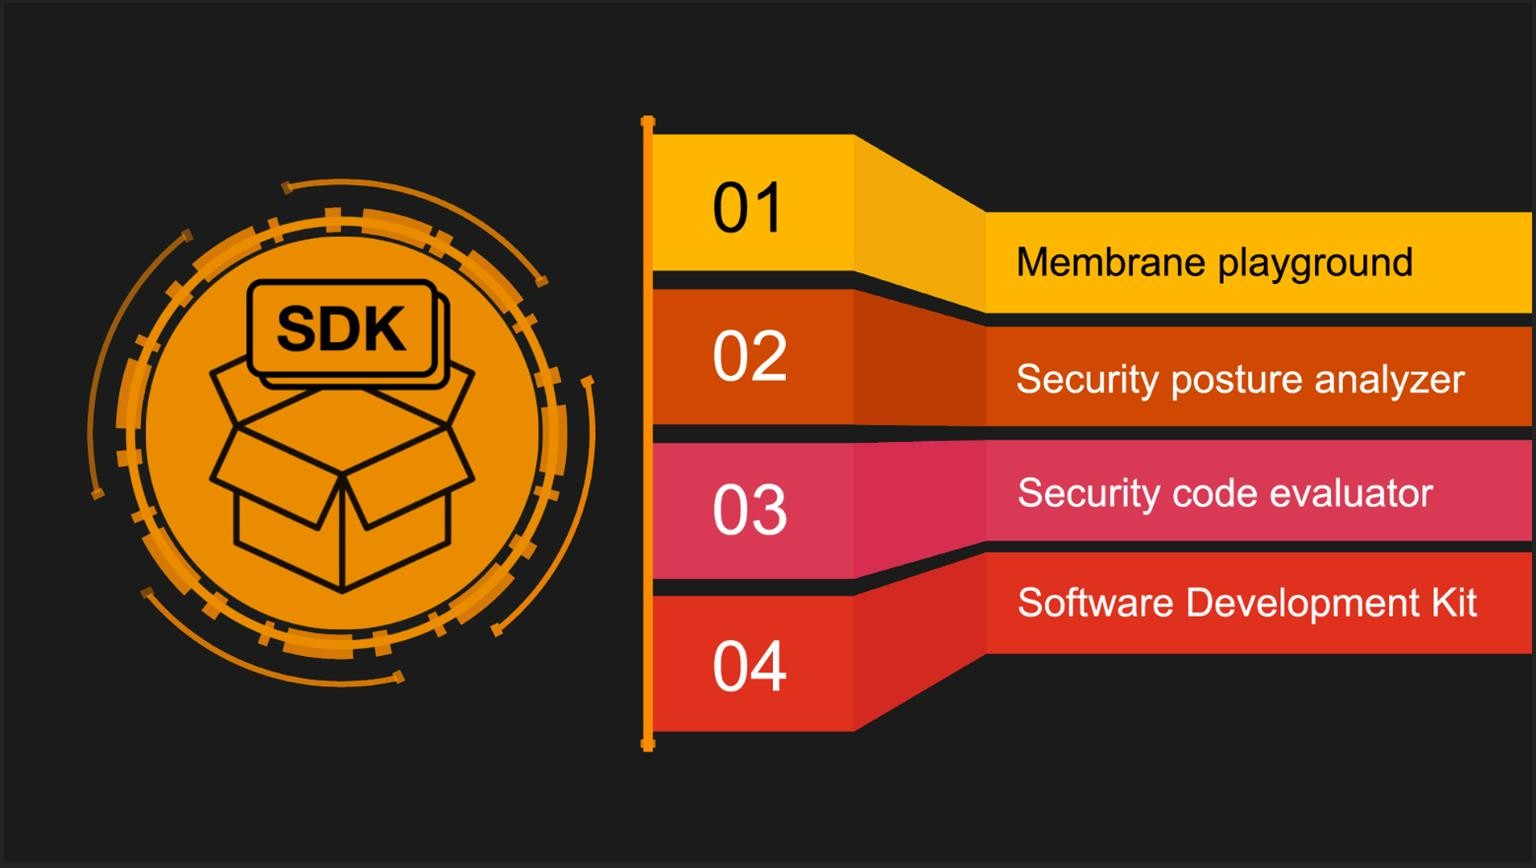 SDK
01
Membrane playground
02
Security posture analyzer
03
Security code evaluator
04
Software Development Kit